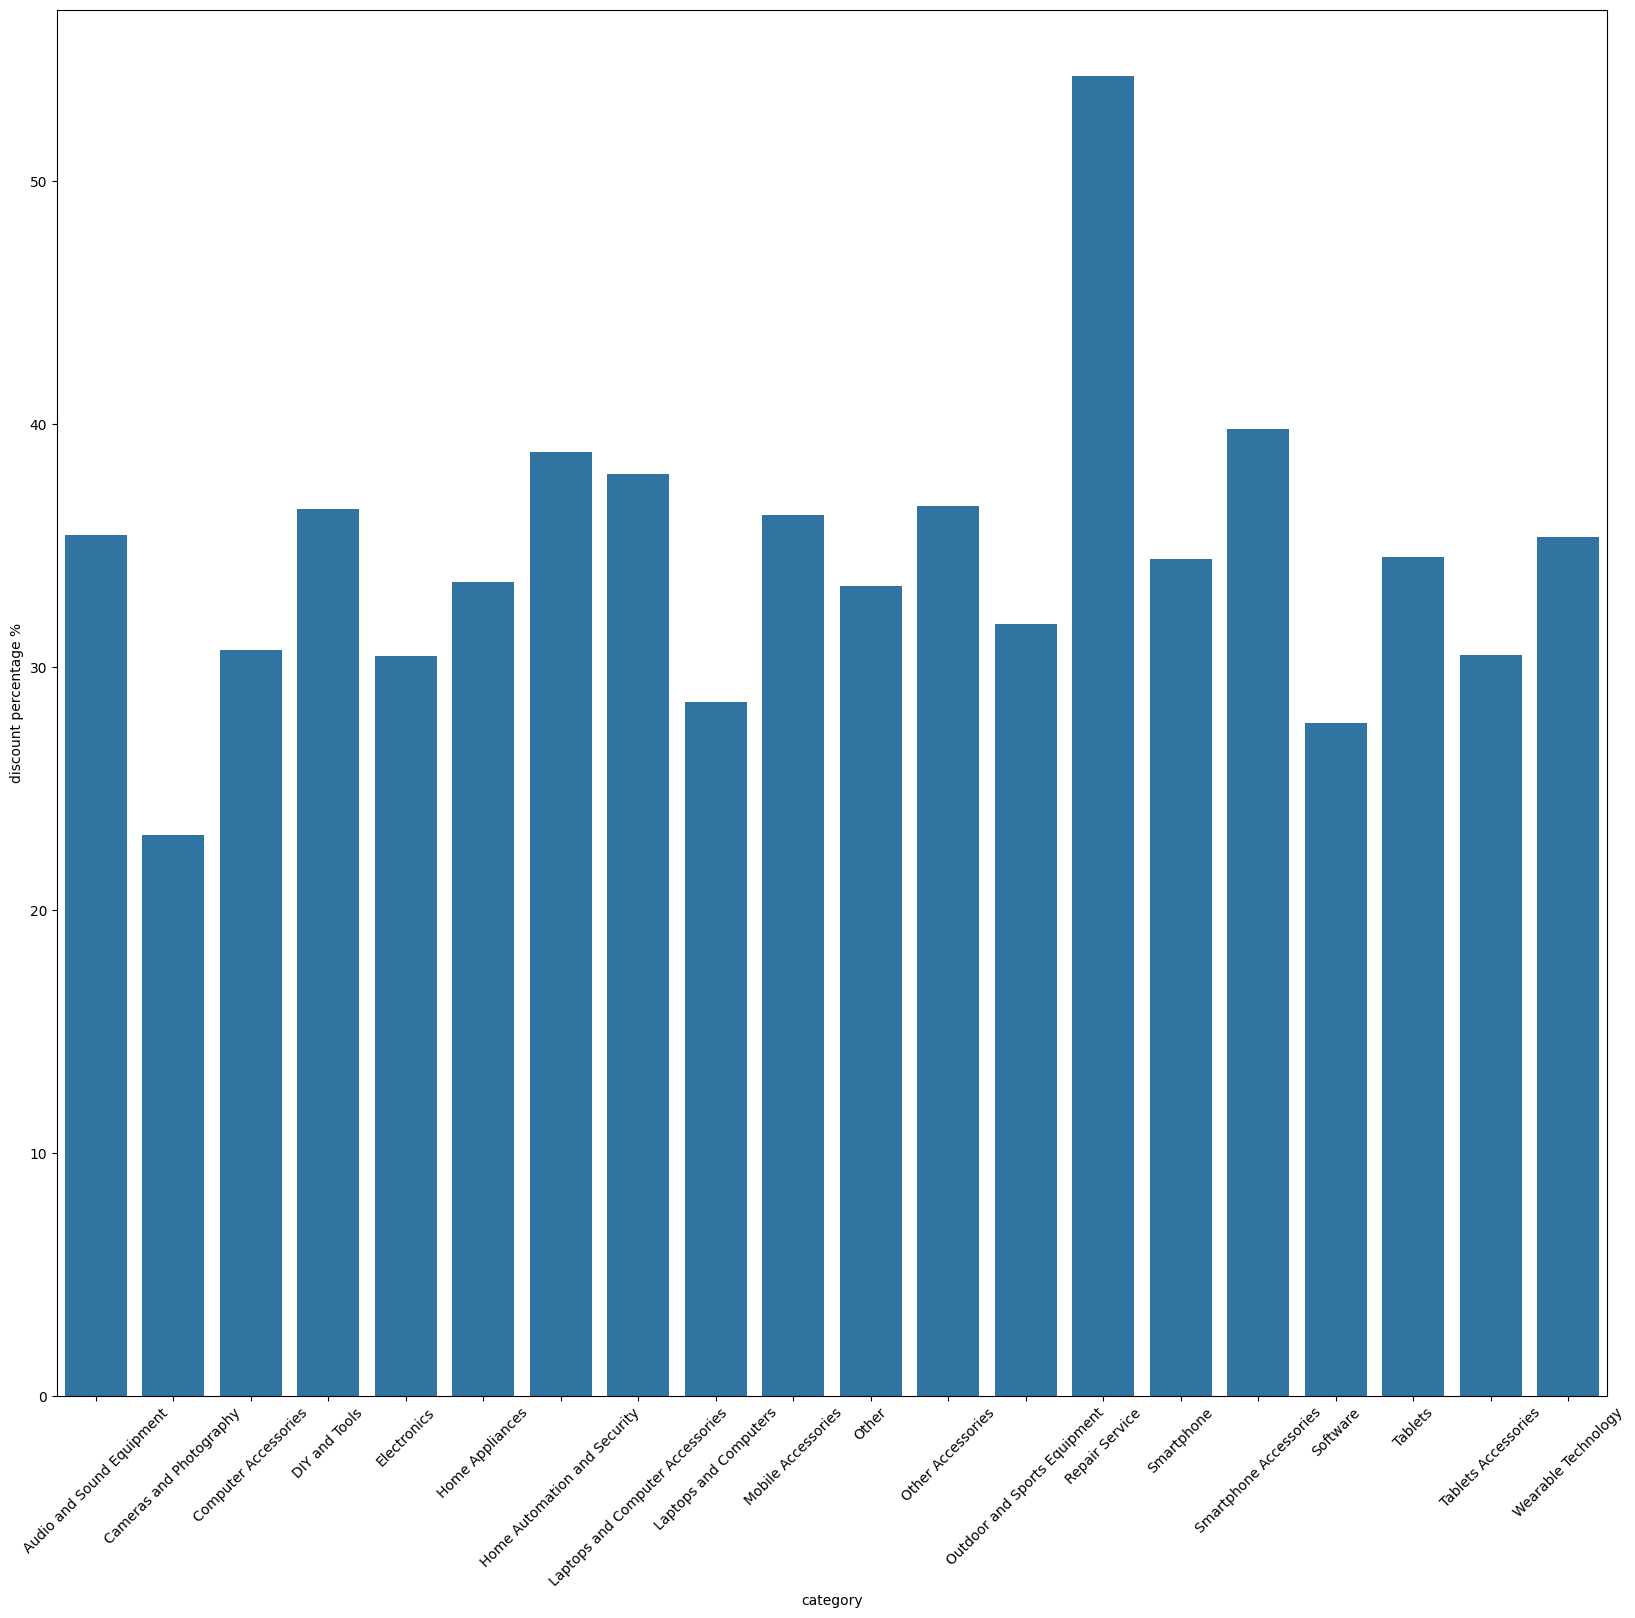 50
40
30
20
10
0
discount percentage %
Audio and Sound Equipment
Cameras and Photography
Computer Accessories
DIY and Tools
Electronics
Home Appliances
Home Automation and Security
Laptops and Computer Accessories
Laptops and Computers
Mobile Accessories
Other
Other Accessories
Outdoor and Sports Equipment
Repair Service
Smartphone
Smartphone Accessories
Software
Tablets
Tablets Accessories
Wearable Technology
category